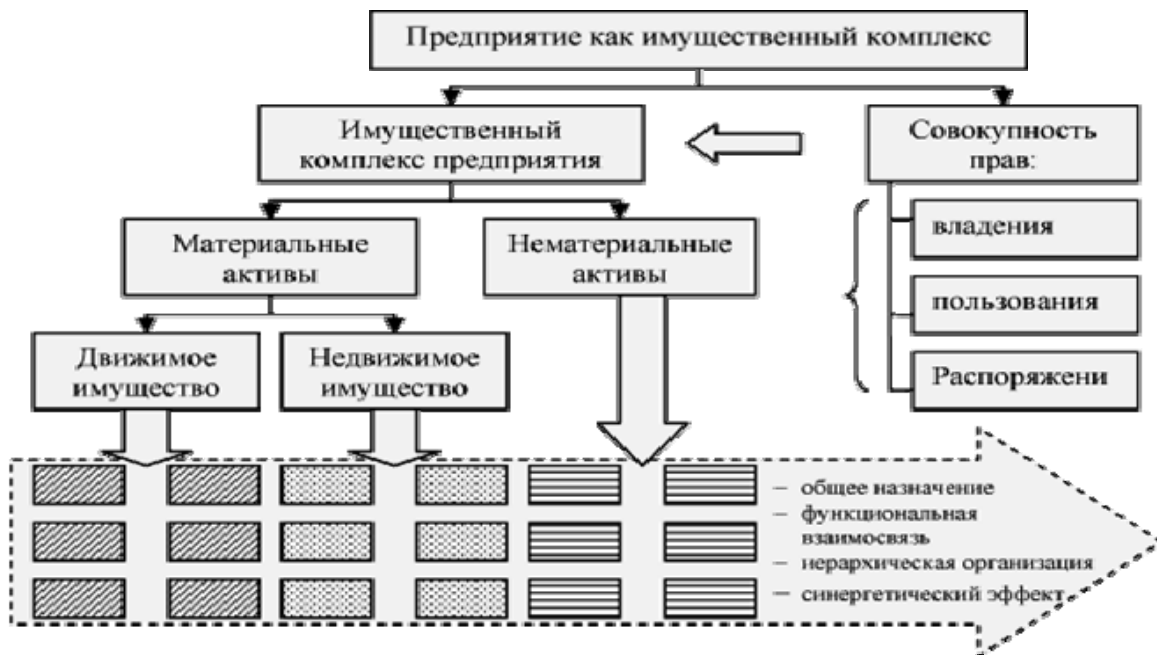 Предприятие как имущественный комплекс
Имущественный
комплекс предприятия
Совокупность
прав:
владения
пользования
Распоряжени
Материальные
активы
Нематериальные
активы
Движимое
имущество
Недвижимое
имущество
– общее назначение
– функциональная
взаимосвязь
– иерархическая организация
– синергетический эффект